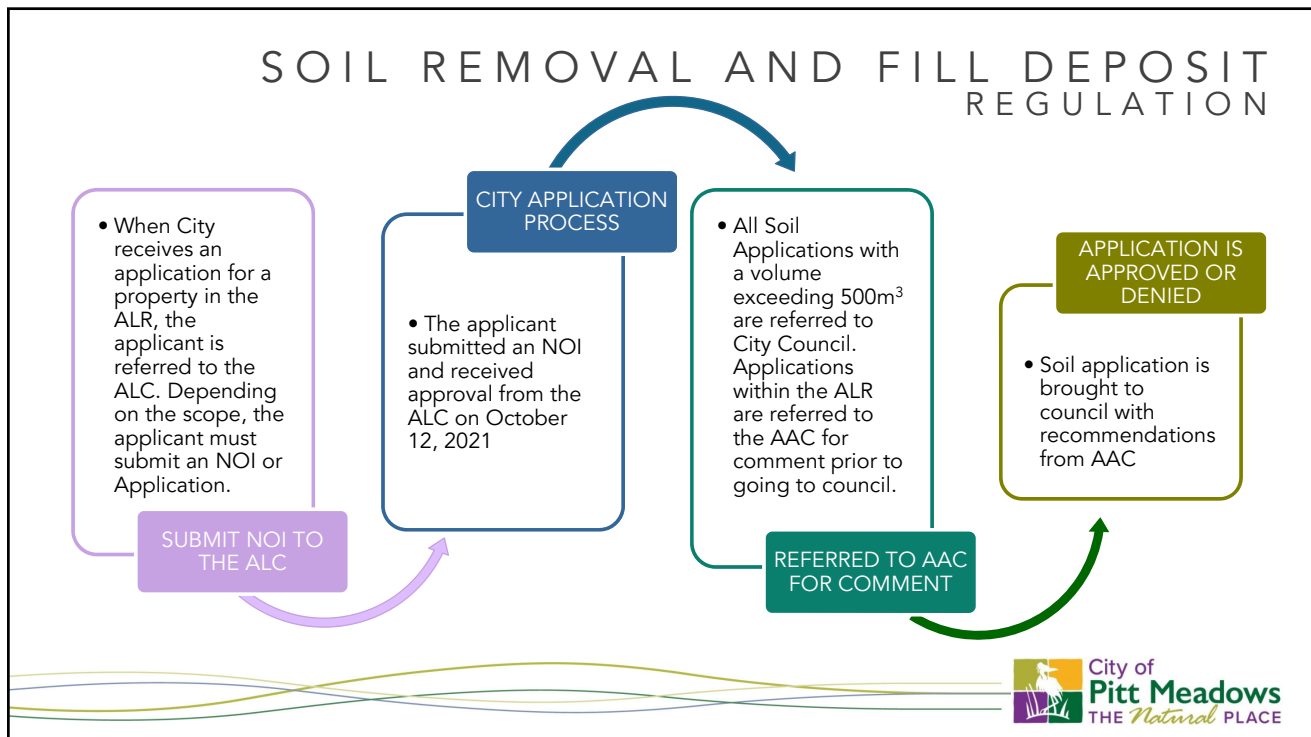 SOIL REMOVAL AND FILL DEPOSIT
REGULATION
• When City
receives an
application for a
property in the
ALR, the
applicant is
referred to the
ALC. Depending
on the scope, the
applicant must
submit an NOI or
Application.
SUBMIT NOI TO
THE ALC
CITY APPLICATION
PROCESS
• The applicant
submitted an NOI
and received
approval from the
ALC on October
12, 2021
• All Soil
Applications with
a volume
exceeding 500m³
are referred to
City Council.
Applications
within the ALR
are referred to
the AAC for
comment prior to
going to council.
REFERRED TO AAC
FOR COMMENT
APPLICATION IS
APPROVED OR
DENIED
• Soil application is
brought to
council with
recommendations
from AAC
City of
Pitt Meadows
THE Natural PLACE